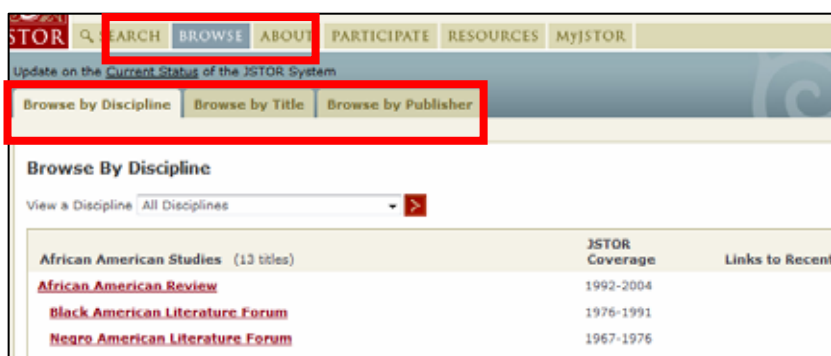 STOR SEARCH BROWSE ABOUT PARTICIPATE RESOURCES MYJSTOR
Update on the Current Status of the JSTOR System
Browse by Discipline Browse by Title Browse by Publisher
Browse By Discipline
View a Discipline All Disciplines >
African American Studies (13 titles) JSTOR Coverage Links to Recent
African American Review 1992-2004
Black American Literature Forum 1976-1991
Negro American Literature Forum 1967-1976